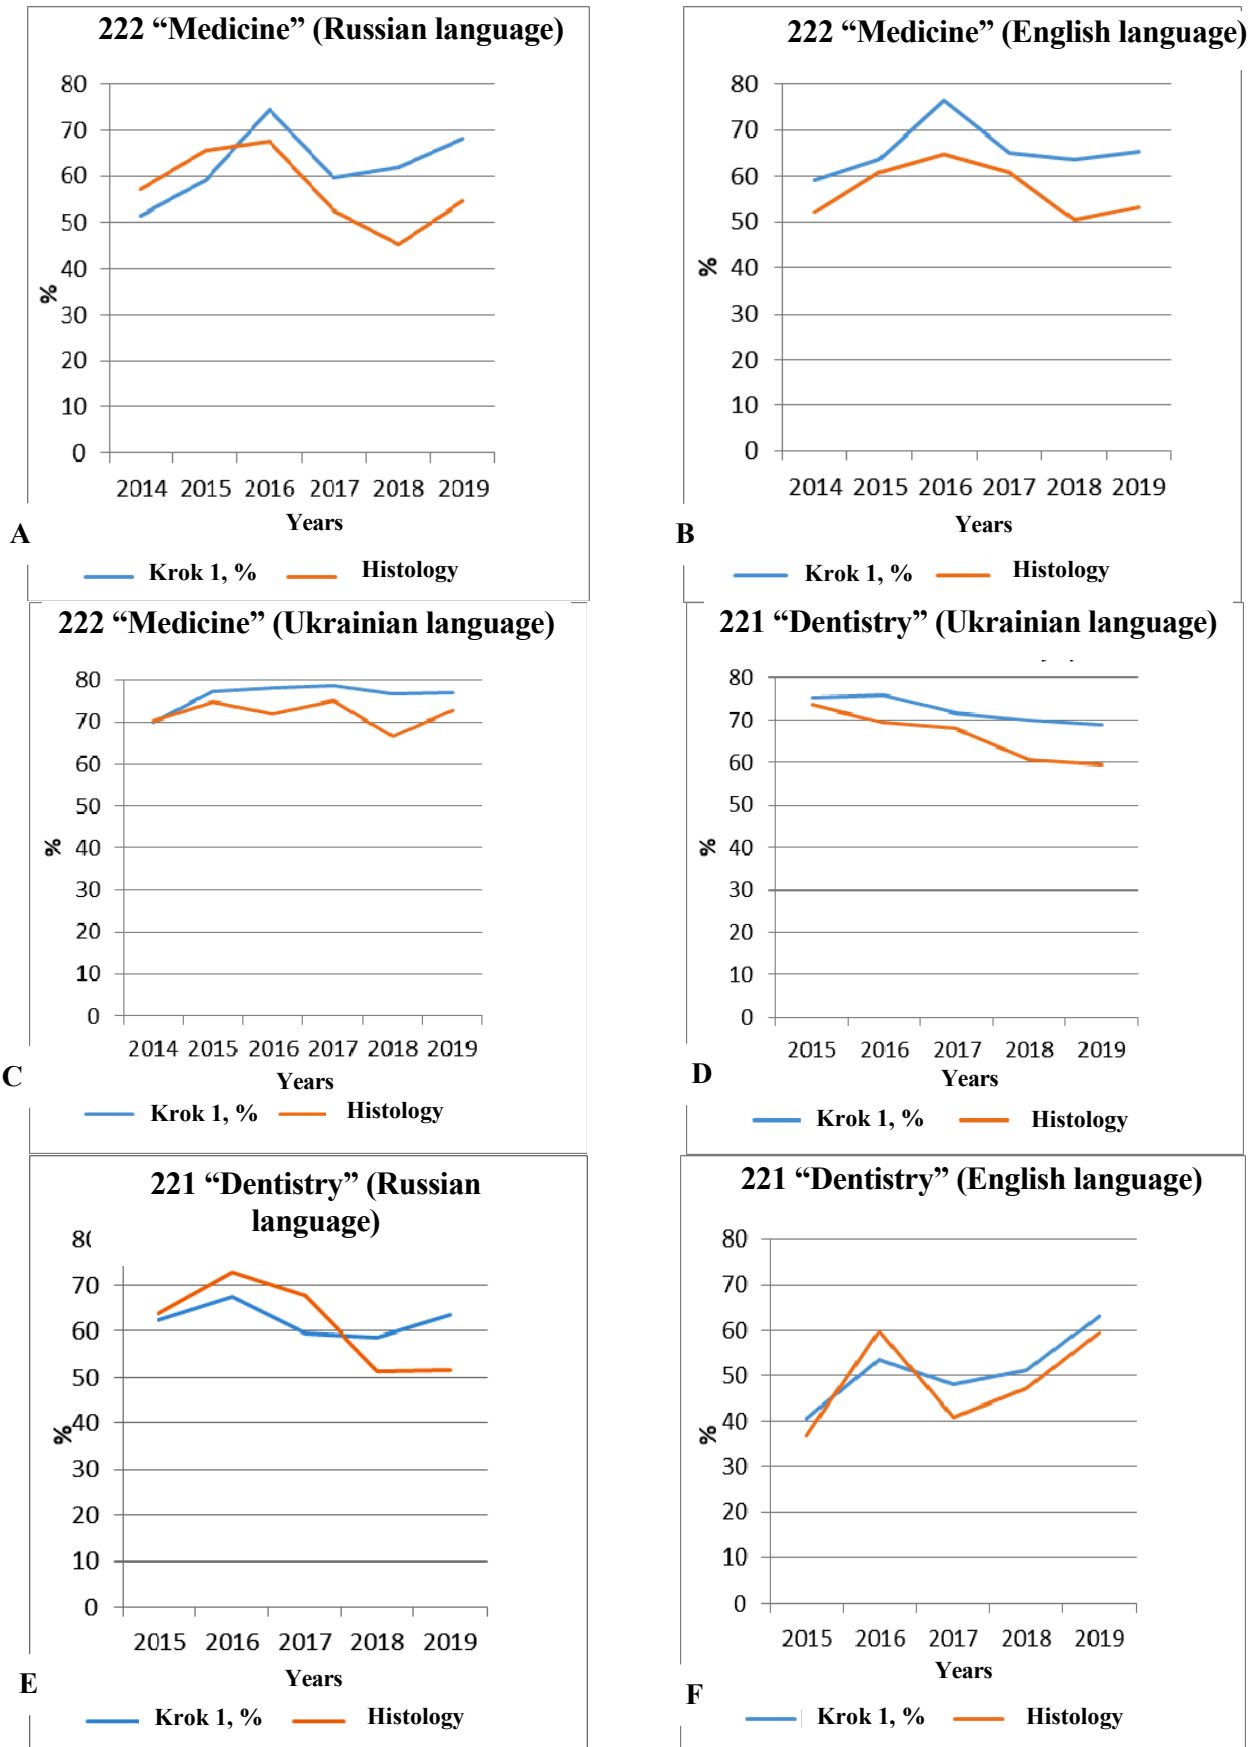 222 “Medicine” (Russian language)
80
70
60
50
40
30
20
10
0
%
2014 2015 2016 2017 2018 2019
Years
A
Krok 1, % Histology
222 “Medicine” (English language)
80
70
60
50
40
30
20
10
0
%
2014 2015 2016 2017 2018 2019
Years
B
Krok 1, % Histology
222 “Medicine” (Ukrainian language)
80
70
60
50
40
30
20
10
0
%
2014 2015 2016 2017 2018 2019
Years
C
Krok 1, % Histology
221 “Dentistry” (Ukrainian language)
80
70
60
50
40
30
20
10
0
%
2015 2016 2017 2018 2019
Years
D
Krok 1, % Histology
221 “Dentistry” (Russian
language)
80
70
60
50
40
30
20
10
0
%
2015 2016 2017 2018 2019
Years
E
Krok 1, % Histology
221 “Dentistry” (English language)
80
70
60
50
40
30
20
10
0
%
2015 2016 2017 2018 2019
Years
F
Krok 1, % Histology